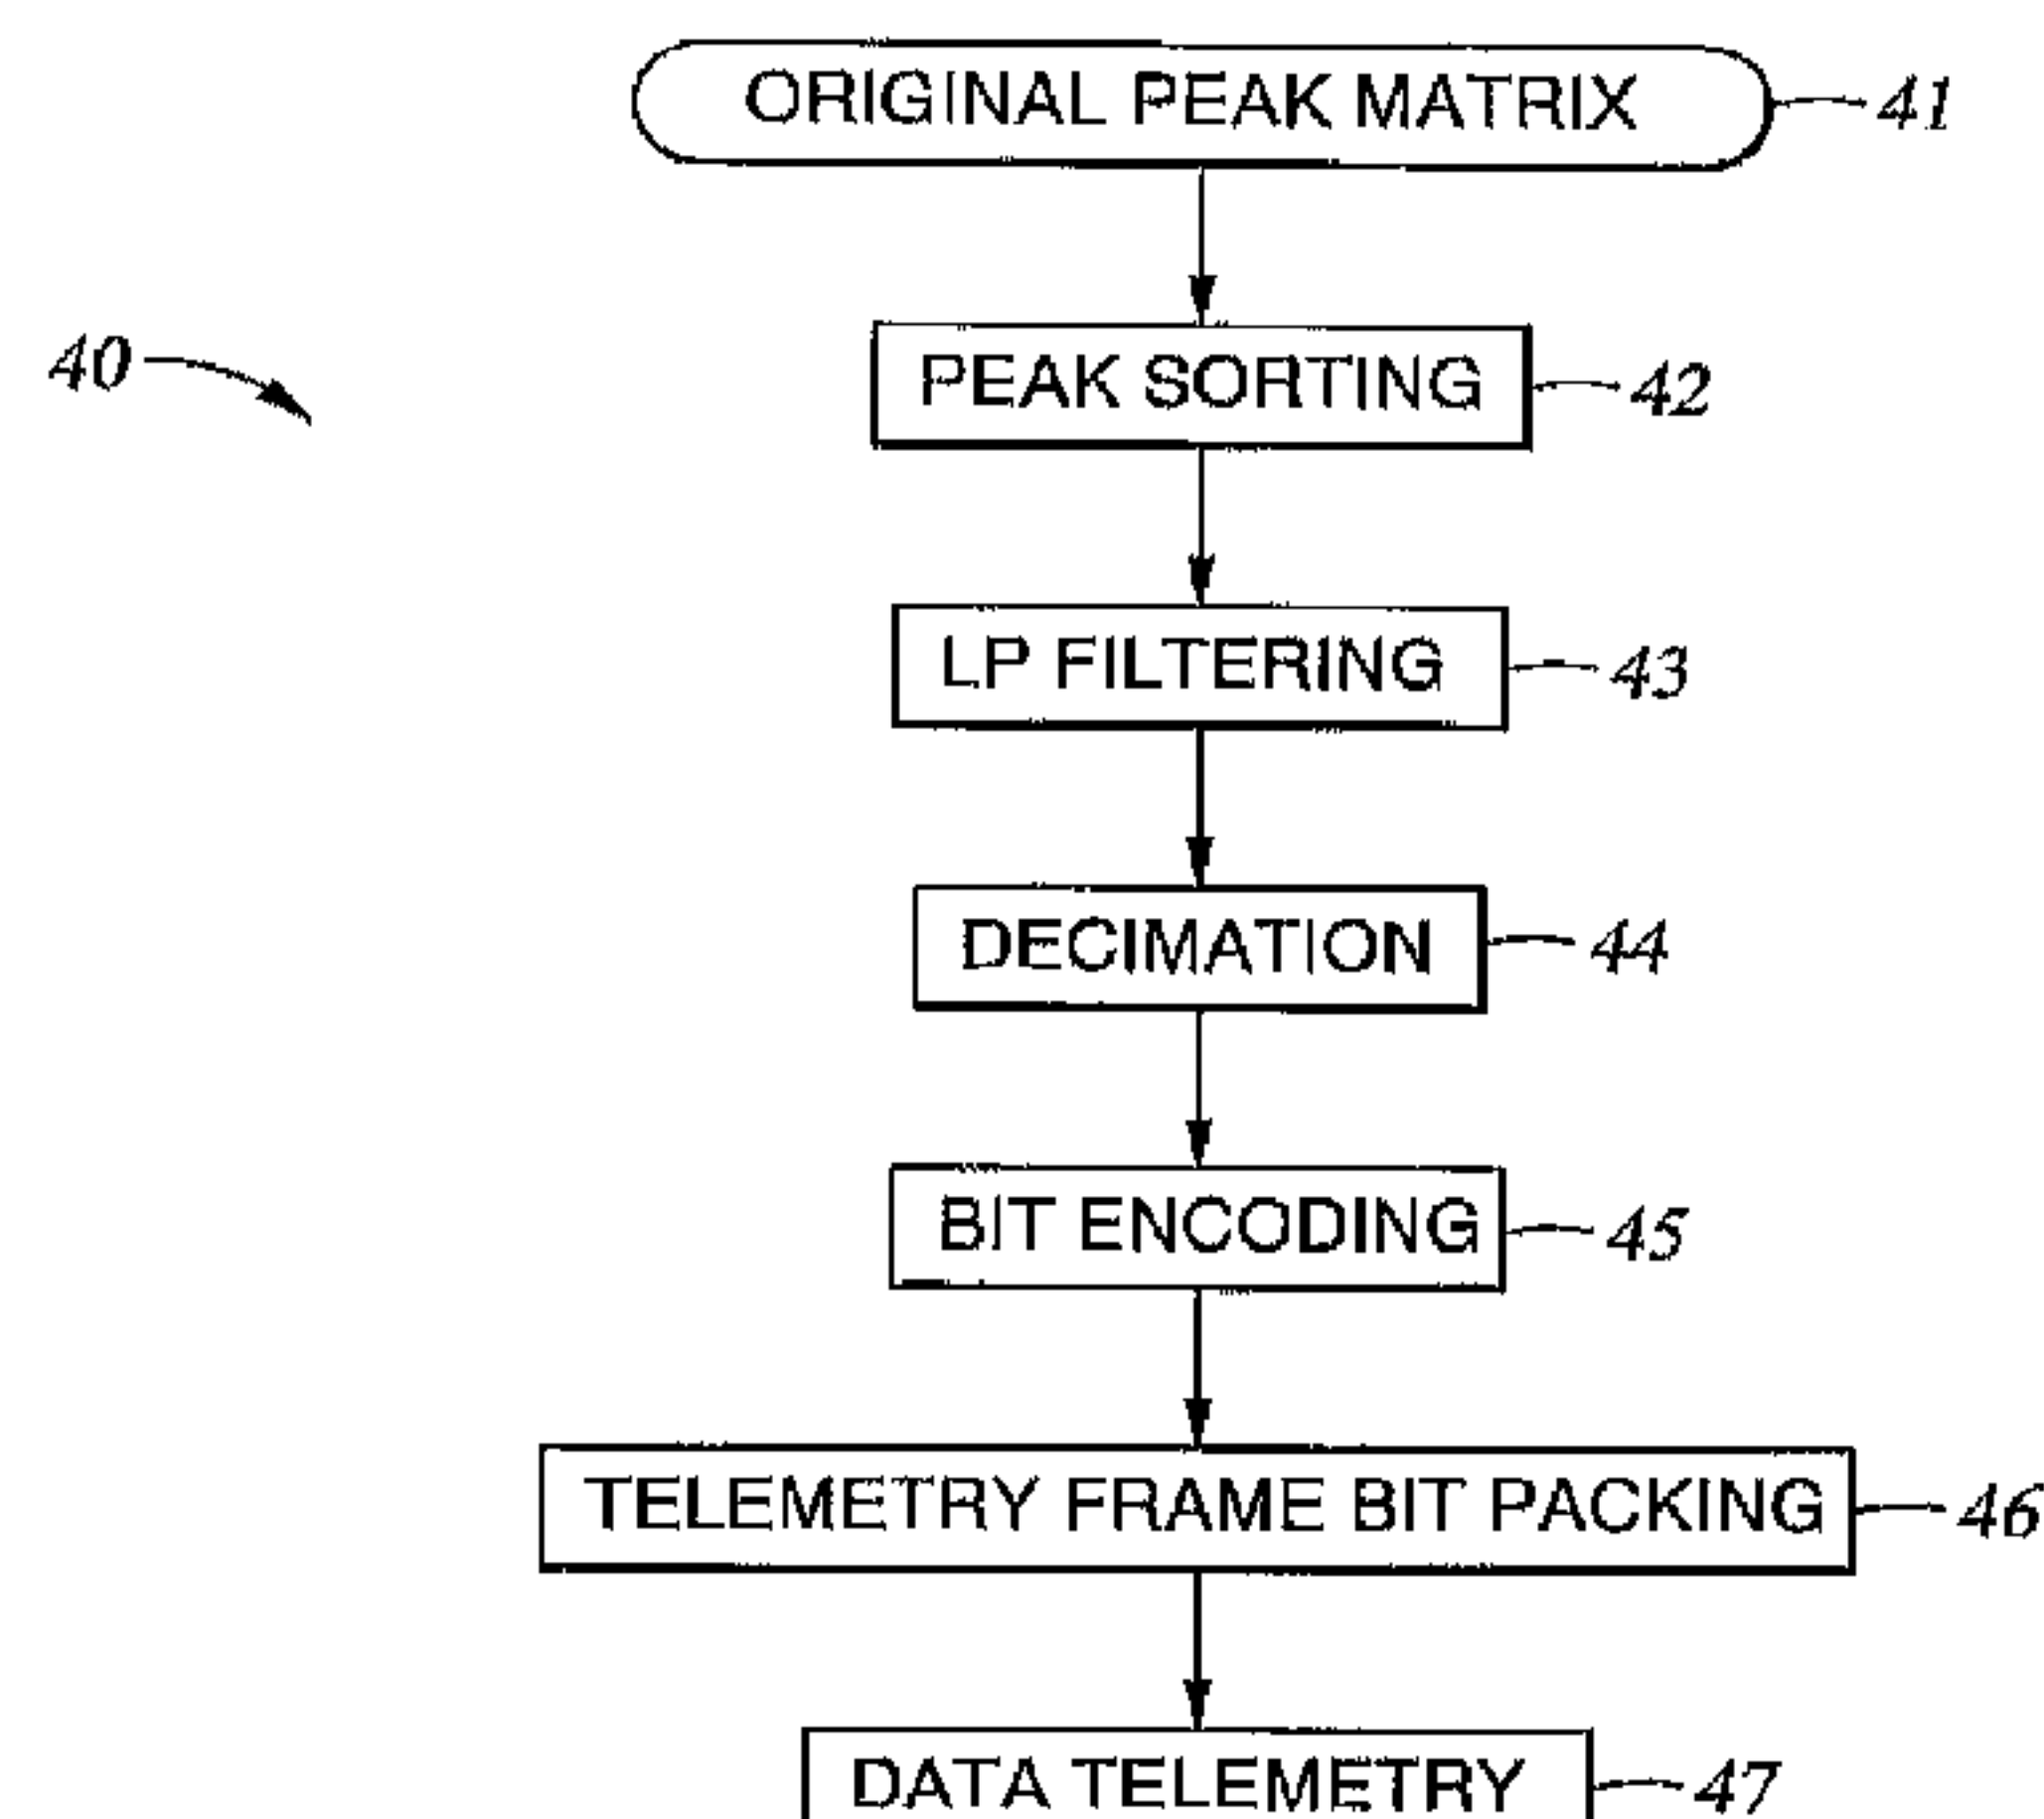 ORIGINAL PEAK MATRIX 41
40
PEAK SORTING 42
LP FILTERING 43
DECIMATION 44
BIT ENCODING 45
TELEMETRY FRAME BIT PACKING 46
DATA TELEMETRY 47